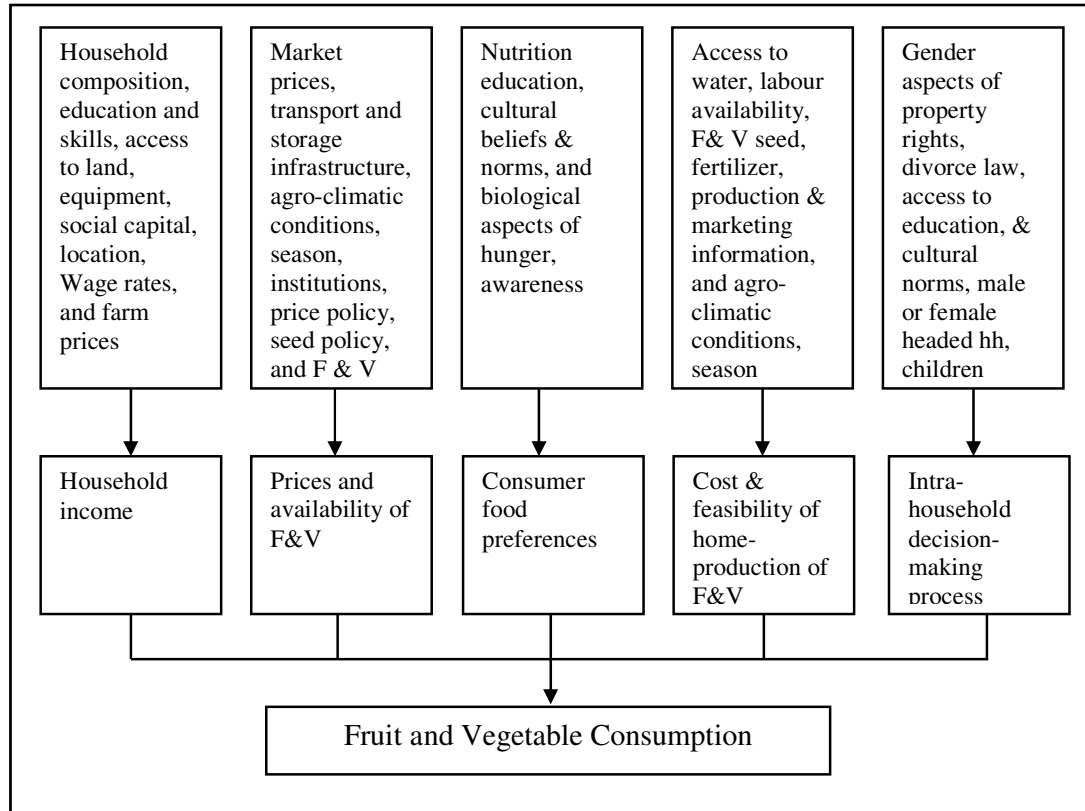 Household
composition,
education and
skills, access
to land,
equipment,
social capital,
location,
Wage rates,
and farm
prices
Market
prices,
transport and
storage
infrastructure,
agro-climatic
conditions,
season,
institutions,
price policy,
seed policy,
and F & V
Nutrition
education,
cultural
beliefs &
norms, and
biological
aspects of
hunger,
awareness
Access to
water, labour
availability,
F& V seed,
fertilizer,
production &
marketing
information,
and agro-
climatic
conditions,
season
Gender
aspects of
property
rights,
divorce law,
access to
education, &
cultural
norms, male
or female
headed hh,
children
Household
income
Prices and
availability of
F&V
Consumer
food
preferences
Cost &
feasibility of
home-
production of
F&V
Intra-
household
decision-
making
process
Fruit and Vegetable Consumption